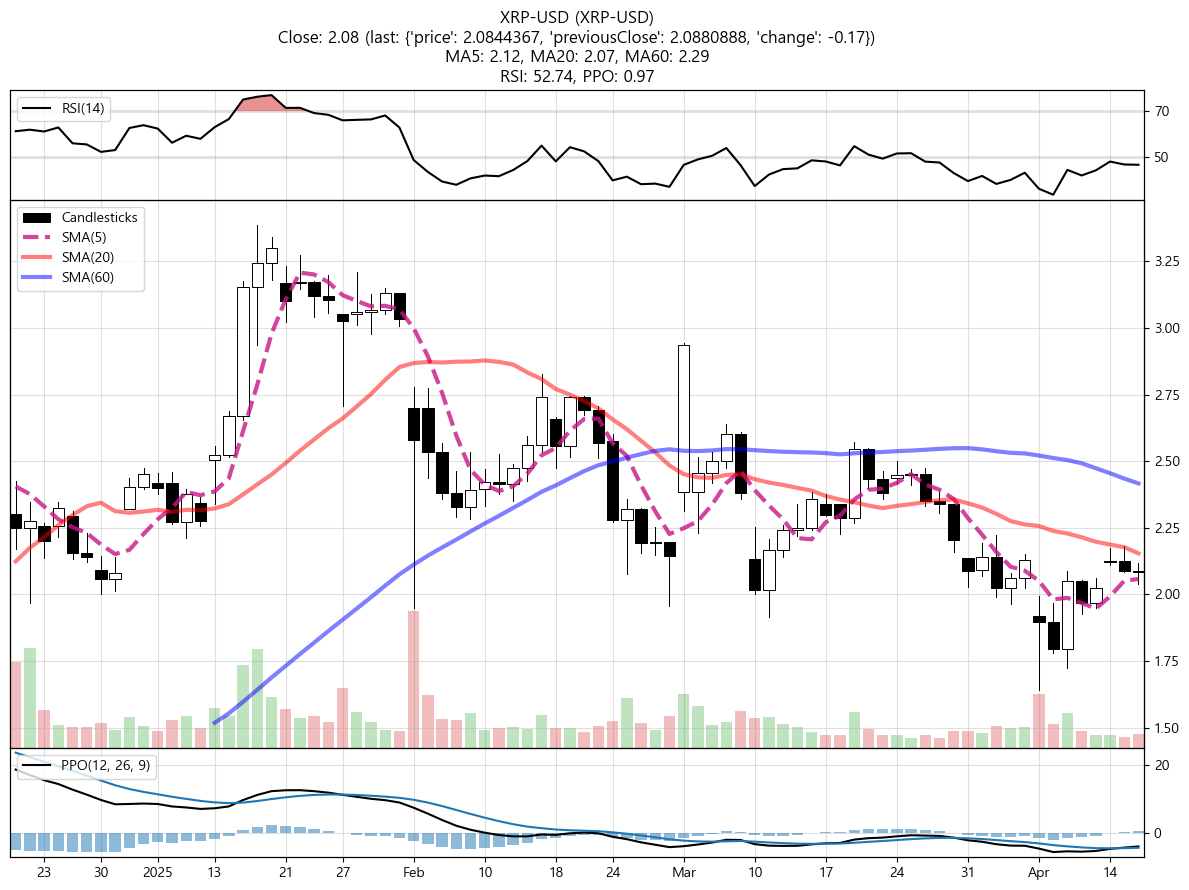 XRP-USD (XRP-USD)
Close: 2.08 (last: {'price': 2.0844367, 'previousClose': 2.0880888, 'change': -0.17})
MA5: 2.12, MA20: 2.07, MA60: 2.29
RSI: 52.74, PPO: 0.97
RSI(14)
70
50
Candlesticks
SMA(5)
SMA(20)
SMA(60)
3.25
3.00
2.75
2.50
2.25
2.00
1.75
1.50
PPO(12, 26, 9)
20
0
23 30 2025 13 21 27 Feb 10 18 24 Mar 10 17 24 31 Apr 14